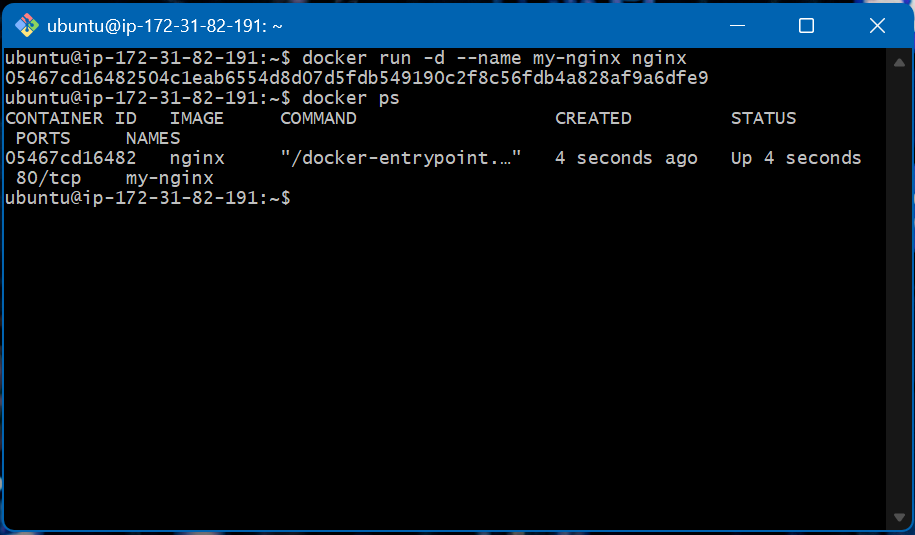 ubuntu@ip-172-31-82-191: ~
ubuntu@ip-172-31-82-191:~$ docker run -d --name my-nginx nginx
05467cd16482504c1eab6554d8d07d5fdb549190c2f8c56fdb4a828af9a6dfe9
ubuntu@ip-172-31-82-191:~$ docker ps
CONTAINER ID   IMAGE     COMMAND                  CREATED         STATUS
 PORTS     NAMES
05467cd16482   nginx     "/docker-entrypoint.…"   4 seconds ago   Up 4 seconds
 80/tcp    my-nginx
ubuntu@ip-172-31-82-191:~$